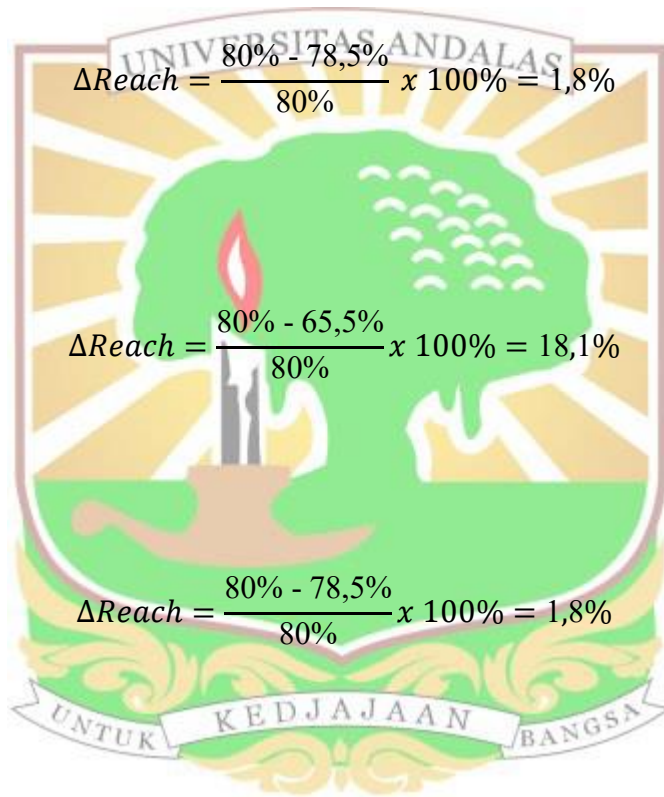 UNIVERSITAS ANDALAS
ΔReach = (80% - 78,5%)/80% x 100% = 1,8%
ΔReach = (80% - 65,5%)/80% x 100% = 18,1%
ΔReach = (80% - 78,5%)/80% x 100% = 1,8%
UNTUK KEDJAJAAN BANGSA